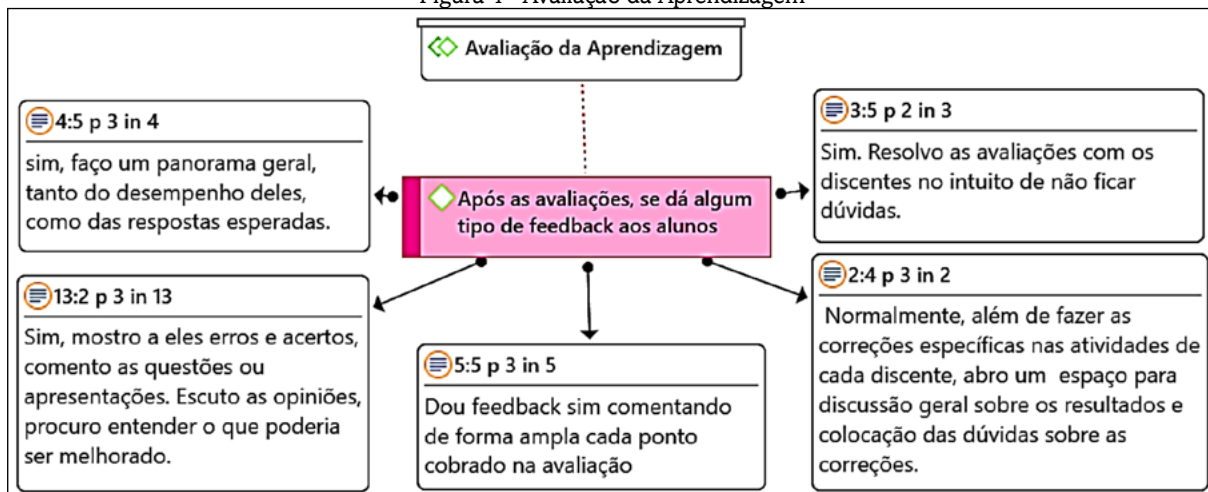 Avaliação da Aprendizagem
4:5 p 3 in 4
sim, faço um panorama geral,
tanto do desempenho deles,
como das respostas esperadas.
3:5 p 2 in 3
Sim. Resolvo as avaliações com os
discentes no intuito de não ficar
dúvidas.
Após as avaliações, se dá algum
tipo de feedback aos alunos
13:2 p 3 in 13
Sim, mostro a eles erros e acertos,
comento as questões ou
apresentações. Escuto as opiniões,
procuro entender o que poderia
ser melhorado.
5:5 p 3 in 5
Dou feedback sim comentando
de forma ampla cada ponto
cobrado na avaliação
2:4 p 3 in 2
Normalmente, além de fazer as
correções específicas nas atividades de
cada discente, abro um espaço para
discussão geral sobre os resultados e
colocação das dúvidas sobre as
correções.